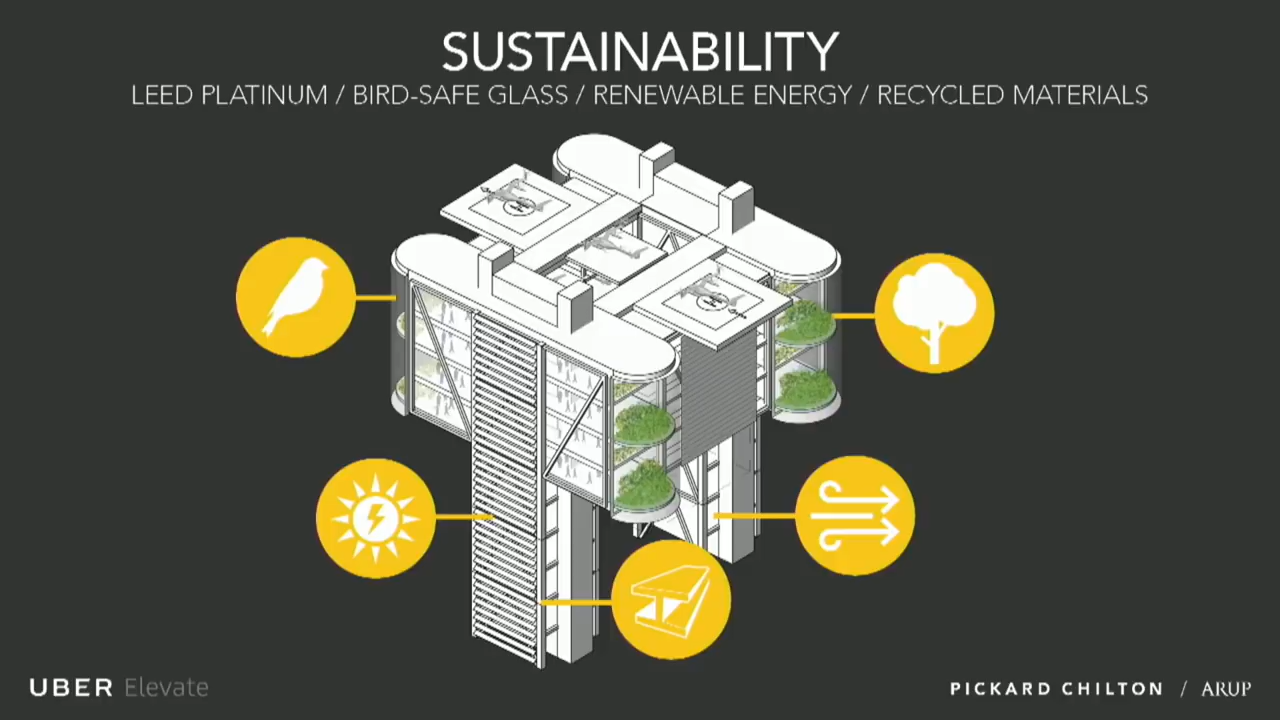 SUSTAINABILITY
LEED PLATINUM / BIRD-SAFE GLASS / RENEWABLE ENERGY / RECYCLED MATERIALS
H
H
UBER Elevate
PICKARD CHILTON / ARUP